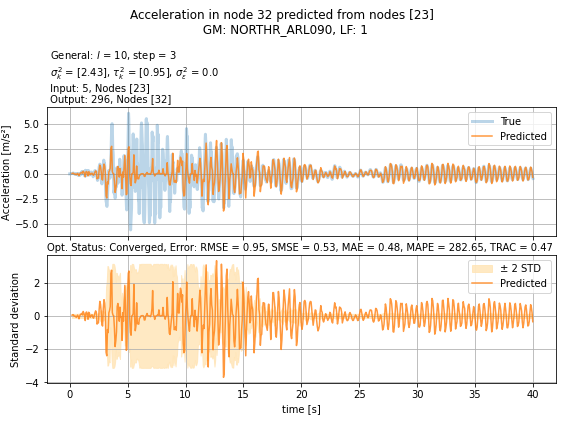 Acceleration in node 32 predicted from nodes [23]
GM: NORTHR_ARL090, LF: 1
General: l = 10, step = 3
σ²ₖ = [2.43], τ²ₖ = [0.95], σ²ε = 0.0
Input: 5, Nodes [23]
Output: 296, Nodes [32]
True
Predicted
5.0
2.5
0.0
−2.5
−5.0
Acceleration [m/s²]
Opt. Status: Converged, Error: RMSE = 0.95, SMSE = 0.53, MAE = 0.48, MAPE = 282.65, TRAC = 0.47
± 2 STD
Predicted
2
0
−2
−4
Standard deviation
0 5 10 15 20 25 30 35 40
time [s]